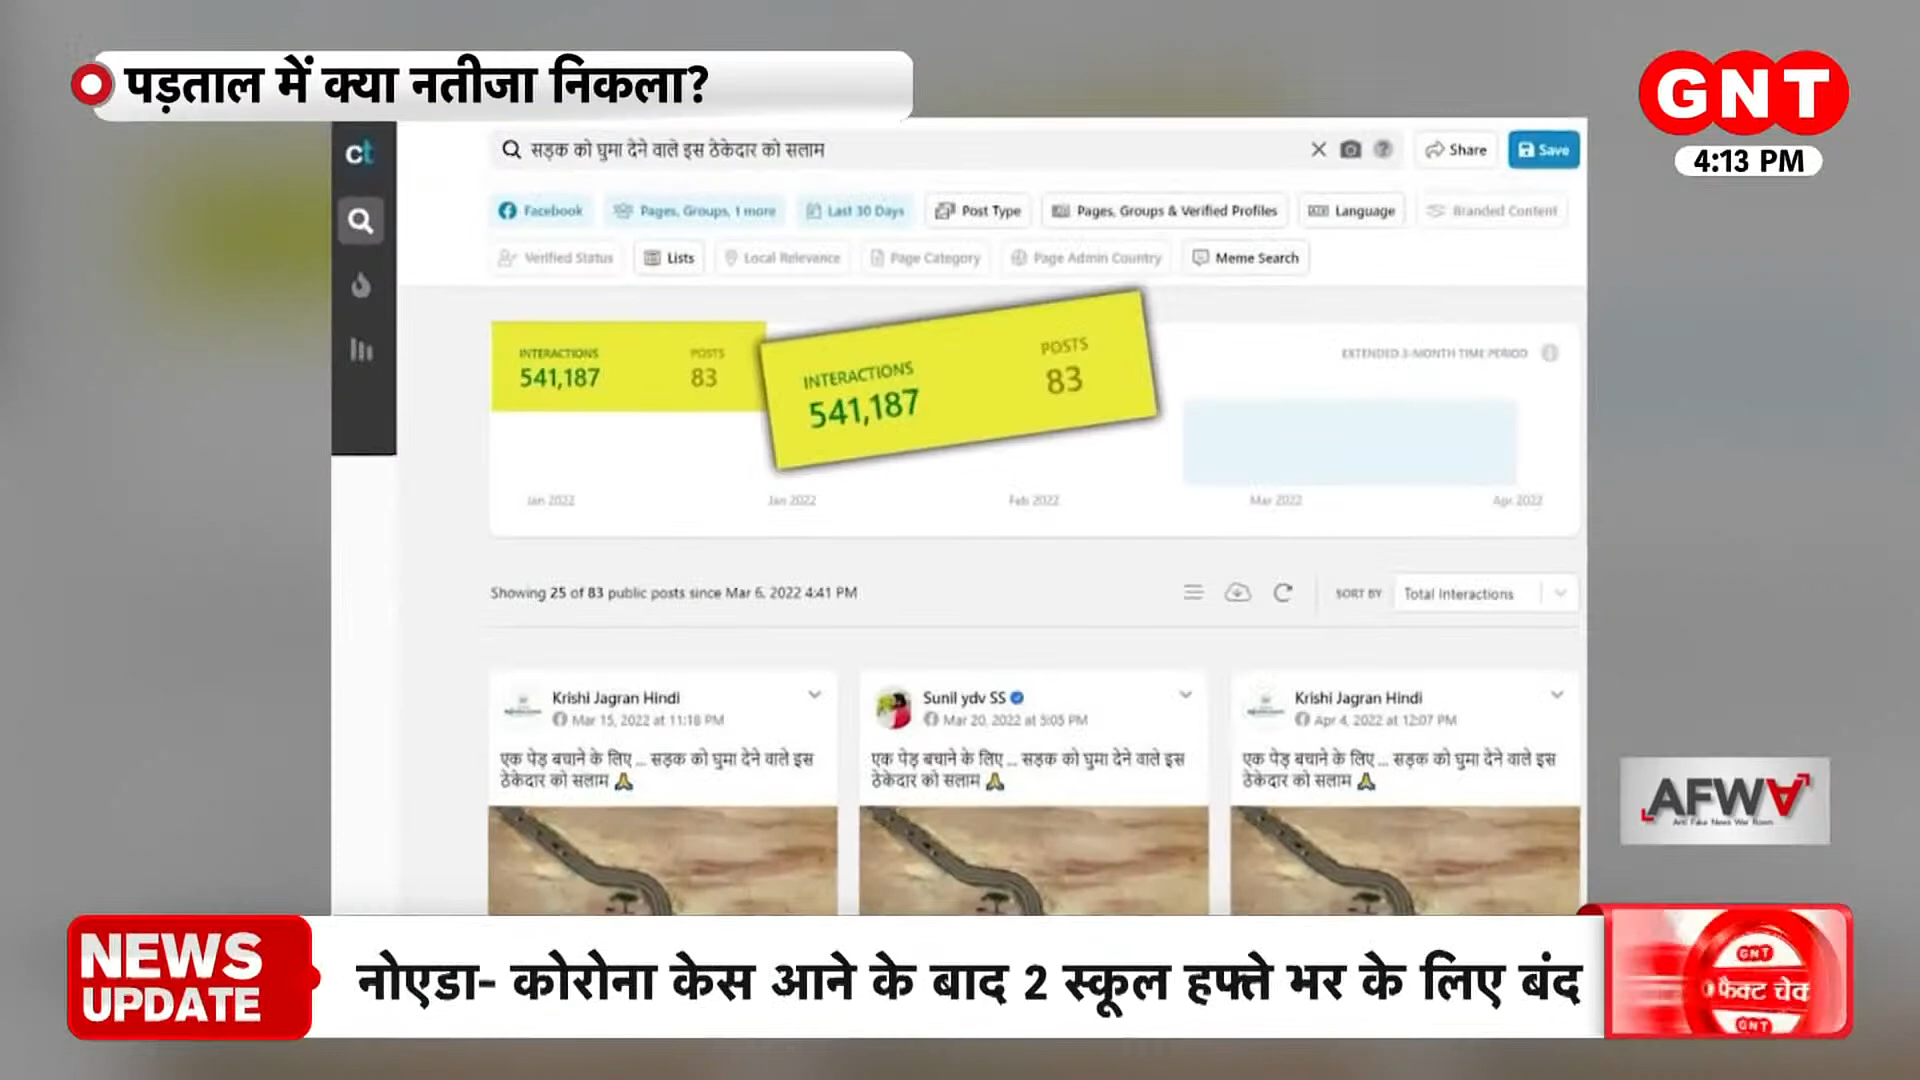 पड़ताल में क्या नतीजा निकला?
GNT
4:13 PM
ct
सड़क को घुमा देने वाले इस ठेकेदार को सलाम
Share
Save
Facebook
Pages, Groups, 1 more
Last 30 Days
Post Type
Pages, Groups & Verified Profiles
Language
Branded Content
Verified Status
Lists
Local Relevance
Page Category
Page Admin Country
Meme Search
INTERACTIONS POSTS
541,187 83
INTERACTIONS POSTS
541,187 83
EXTENDED 3-MONTH TIME PERIOD
Jan 2022 Jan 2022 Feb 2022 Mar 2022 Apr 2022
Showing 25 of 83 public posts since Mar 6, 2022 4:41 PM
SORT BY Total Interactions
Krishi Jagran Hindi
Mar 15, 2022 at 11:18 PM
एक पेड़ बचाने के लिए ... सड़क को घुमा देने वाले इस
ठेकेदार को सलाम 🙏
Sunil ydv SS
Mar 20, 2022 at 5:05 PM
एक पेड़ बचाने के लिए ... सड़क को घुमा देने वाले इस
ठेकेदार को सलाम 🙏
Krishi Jagran Hindi
Apr 4, 2022 at 12:07 PM
एक पेड़ बचाने के लिए ... सड़क को घुमा देने वाले इस
ठेकेदार को सलाम 🙏
AFWA
Anti Fake News War Room
NEWS
UPDATE
नोएडा- कोरोना केस आने के बाद 2 स्कूल हफ्ते भर के लिए बंद
GNT
फैक्ट चेक
GNT